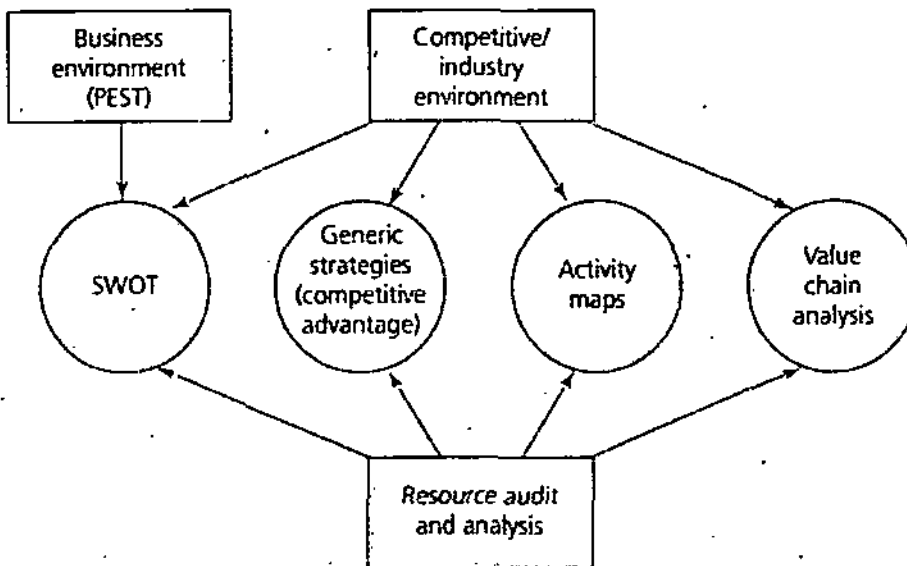 Business
environment
(PEST)
Competitive/
industry
environment
SWOT
Generic
strategies
(competitive
advantage)
Activity
maps
Value
chain
analysis
Resource audit
and analysis